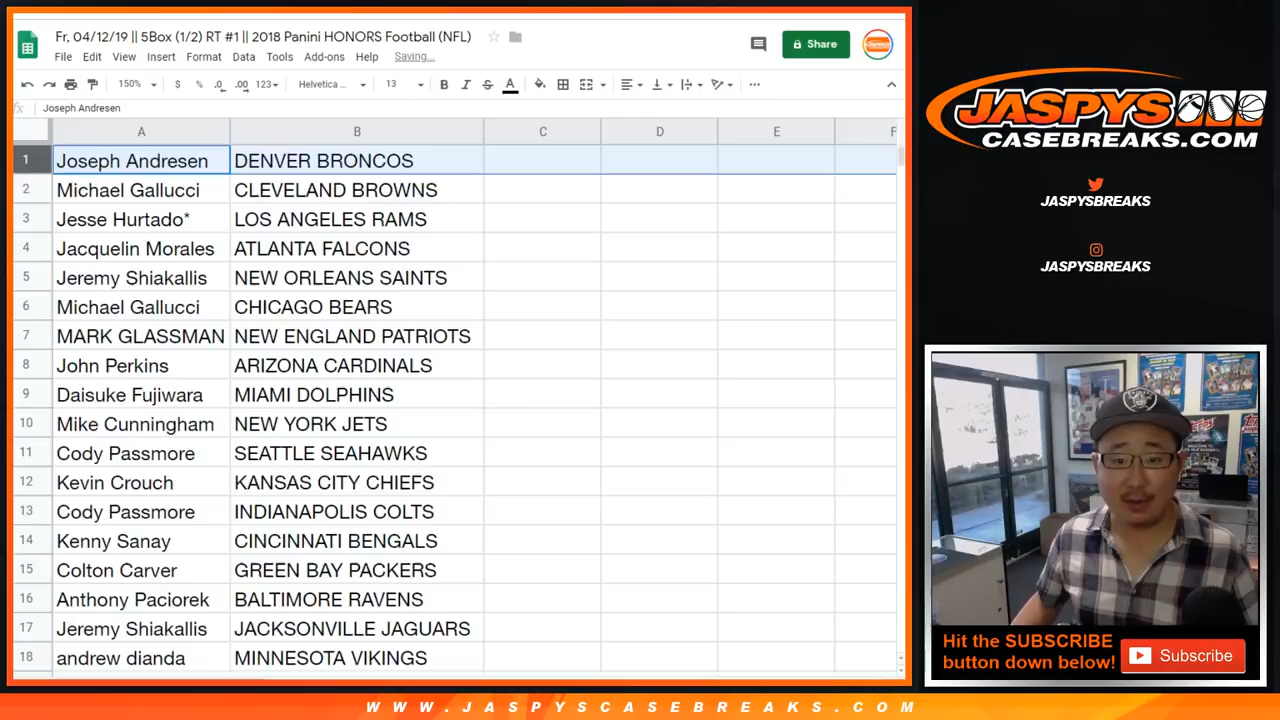 Fr, 04/12/19 || 5Box (1/2) RT #1 || 2018 Panini HONORS Football (NFL)
File Edit View Insert Format Data Tools Add-ons Help Saving...
Share
150% $ % .0 .00 123 Helvetica ... 13 B I S A
fx Joseph Andresen
A B C D E F
1 Joseph Andresen DENVER BRONCOS
2 Michael Gallucci CLEVELAND BROWNS
3 Jesse Hurtado* LOS ANGELES RAMS
4 Jacquelin Morales ATLANTA FALCONS
5 Jeremy Shiakallis NEW ORLEANS SAINTS
6 Michael Gallucci CHICAGO BEARS
7 MARK GLASSMAN NEW ENGLAND PATRIOTS
8 John Perkins ARIZONA CARDINALS
9 Daisuke Fujiwara MIAMI DOLPHINS
10 Mike Cunningham NEW YORK JETS
11 Cody Passmore SEATTLE SEAHAWKS
12 Kevin Crouch KANSAS CITY CHIEFS
13 Cody Passmore INDIANAPOLIS COLTS
14 Kenny Sanay CINCINNATI BENGALS
15 Colton Carver GREEN BAY PACKERS
16 Anthony Paciorek BALTIMORE RAVENS
17 Jeremy Shiakallis JACKSONVILLE JAGUARS
18 andrew dianda MINNESOTA VIKINGS
JASPYS
CASEBREAKS.COM
JASPYSBREAKS
JASPYSBREAKS
Hit the SUBSCRIBE
button down below!
Subscribe
WWW.JASPYSCASEBREAKS.COM